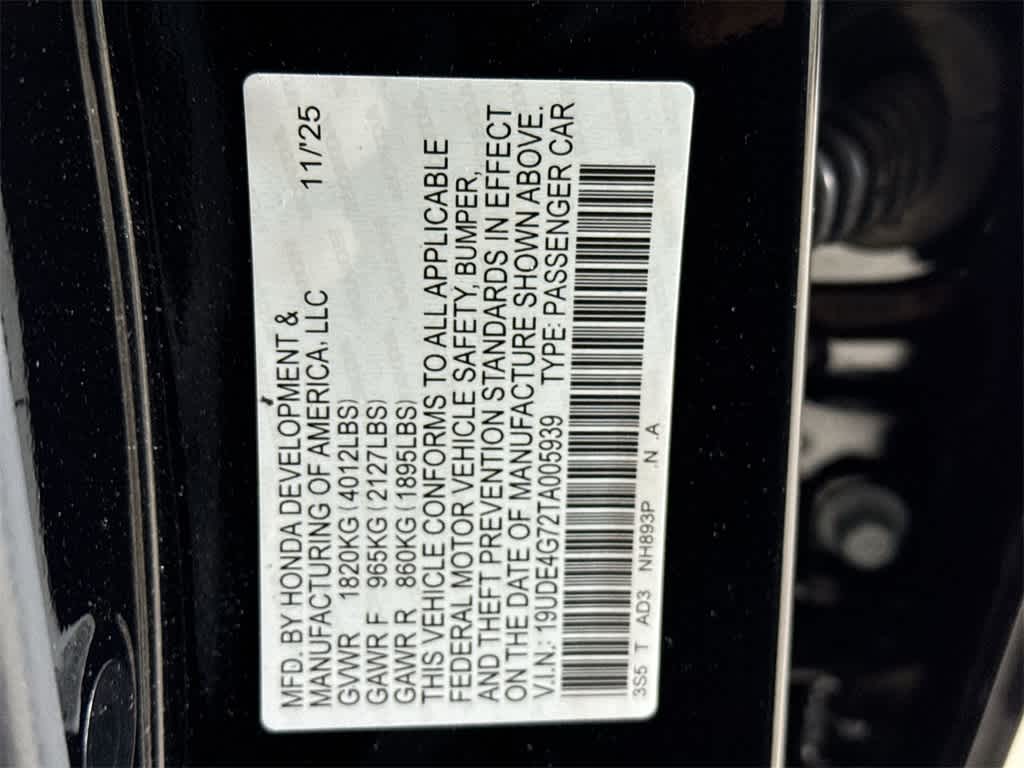 MFD. BY HONDA DEVELOPMENT &
MANUFACTURING OF AMERICA, LLC 11/'25
GVWR 1820KG (4012LBS)
GAWR F 965KG (2127LBS)
GAWR R 860KG (1895LBS)
THIS VEHICLE CONFORMS TO ALL APPLICABLE
FEDERAL MOTOR VEHICLE SAFETY, BUMPER,
AND THEFT PREVENTION STANDARDS IN EFFECT
ON THE DATE OF MANUFACTURE SHOWN ABOVE.
V.I.N.: 19UDE4G72TA005939 TYPE: PASSENGER CAR
3S5 T AD3 NH893P .N .A